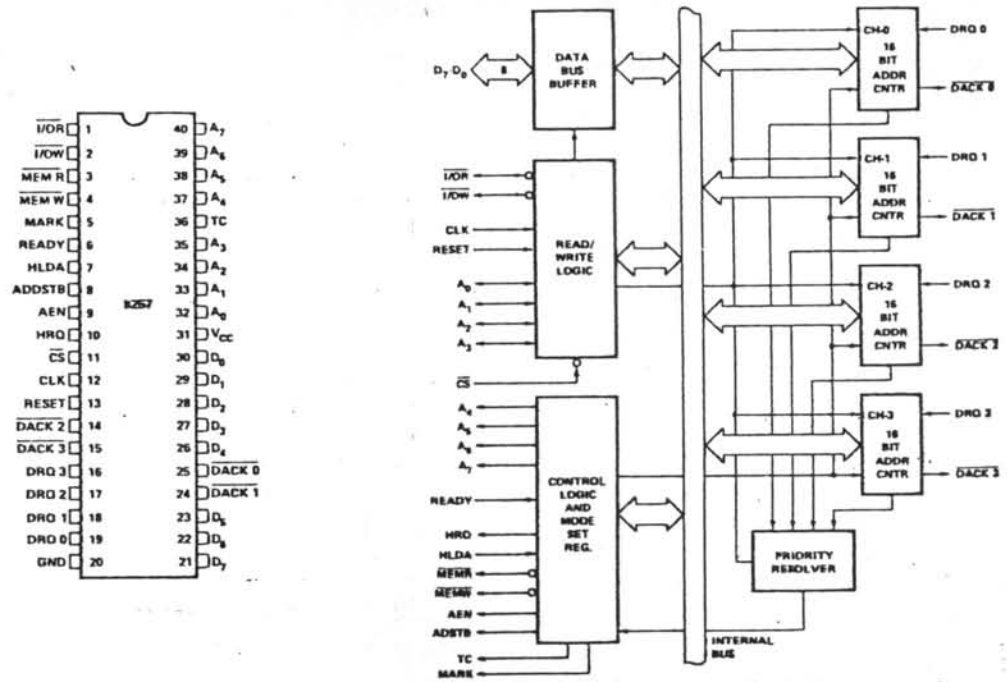 I/OR 1 40 A7
I/OW 2 39 A6
MEM R 3 38 A5
MEM W 4 37 A4
MARK 5 36 TC
READY 6 35 A3
HLDA 7 34 A2
ADDSTB 8 33 A1
8257
AEN 9 32 A0
HRQ 10 31 VCC
CS 11 30 D0
CLK 12 29 D1
RESET 13 28 D2
DACK 2 14 27 D3
DACK 3 15 26 D4
DRQ 3 16 25 DACK 0
DRQ 2 17 24 DACK 1
DRQ 1 18 23 D5
DRQ 0 19 22 D6
GND 20 21 D7
D7-D0
8
DATA
BUS
BUFFER
I/OR
I/OW
CLK
RESET
A0
A1
A2
A3
CS
READ/
WRITE
LOGIC
A4
A5
A6
A7
READY
HRQ
HLDA
MEMR
MEMW
AEN
ADSTB
TC
MARK
CONTROL
LOGIC
AND
MODE
SET
REG.
INTERNAL
BUS
CH-0
16
BIT
ADDR
CNTR
DRQ 0
DACK 0
CH-1
16
BIT
ADDR
CNTR
DRQ 1
DACK 1
CH-2
16
BIT
ADDR
CNTR
DRQ 2
DACK 2
CH-3
16
BIT
ADDR
CNTR
DRQ 3
DACK 3
PRIORITY
RESOLVER